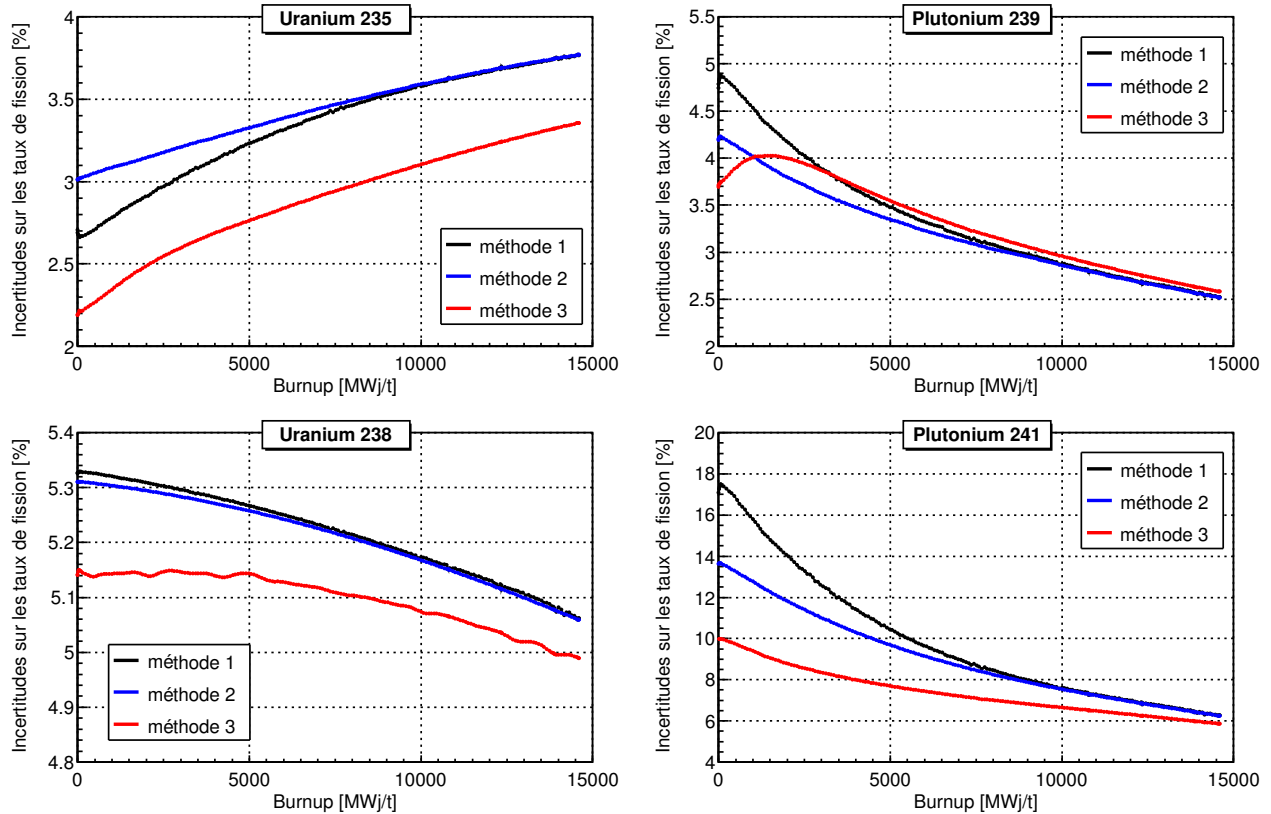 Uranium 235
Incertitudes sur les taux de fission [%]
4
3.5
3
2.5
2
méthode 1
méthode 2
méthode 3
0
5000
10000
15000
Burnup [MWj/t]
Plutonium 239
Incertitudes sur les taux de fission [%]
5.5
5
4.5
4
3.5
3
2.5
2
méthode 1
méthode 2
méthode 3
0
5000
10000
15000
Burnup [MWj/t]
Uranium 238
Incertitudes sur les taux de fission [%]
5.4
5.3
5.2
5.1
5
4.9
4.8
méthode 1
méthode 2
méthode 3
0
5000
10000
15000
Burnup [MWj/t]
Plutonium 241
Incertitudes sur les taux de fission [%]
20
18
16
14
12
10
8
6
4
méthode 1
méthode 2
méthode 3
0
5000
10000
15000
Burnup [MWj/t]